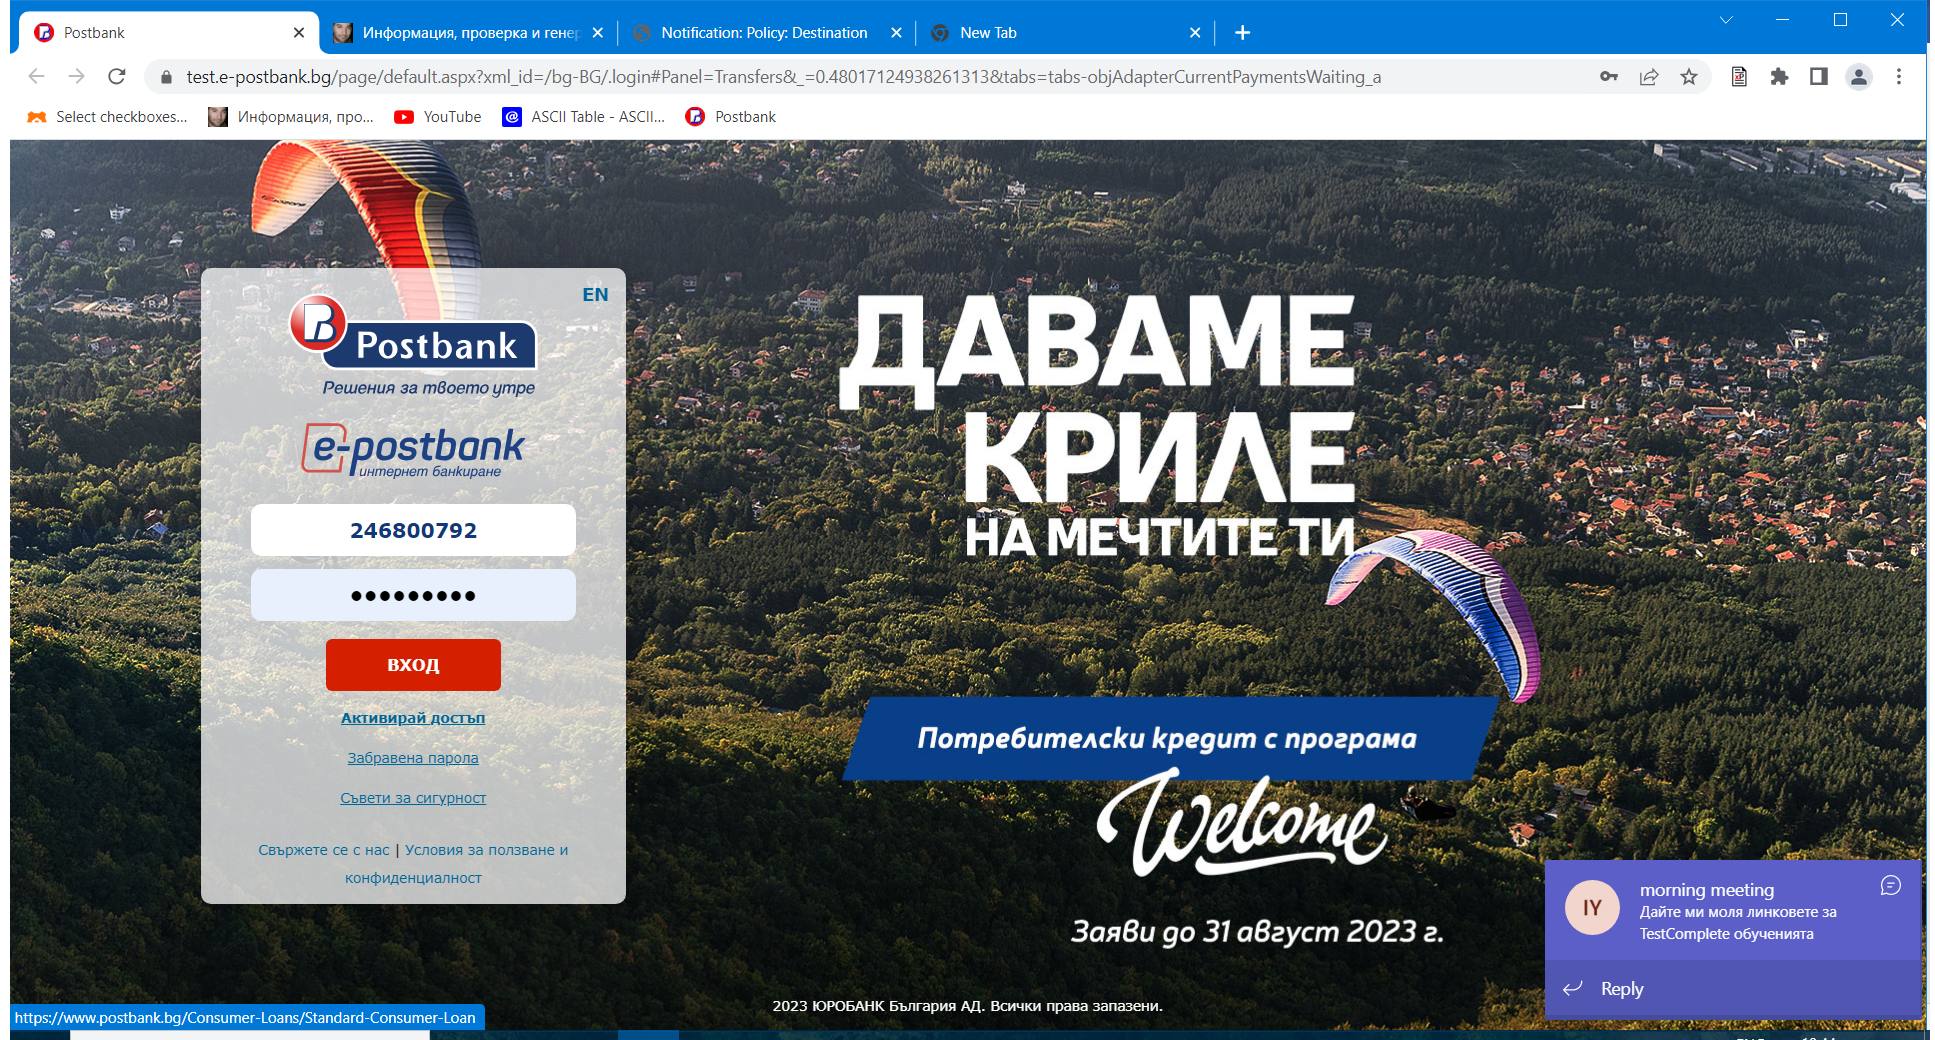 Postbank
Информация, проверка и генер
Notification: Policy: Destination
New Tab
test.e-postbank.bg/page/default.aspx?xml_id=/bg-BG/.login#Panel=Transfers&_=0.48017124938261313&tabs=tabs-objAdapterCurrentPaymentsWaiting_a
Select checkboxes...
Информация, про...
YouTube
ASCII Table - ASCII...
Postbank
EN
Postbank
Решения за твоето утре
e-postbank
интернет банкиране
246800792
•••••••••
ВХОД
Активирай достъп
Забравена парола
Съвети за сигурност
Свържете се с нас | Условия за ползване и
конфиденциалност
ДАВАМЕ
КРИЛЕ
НА МЕЧТИТЕ ТИ
Потребителски кредит с програма
Welcome
Заяви до 31 август 2023 г.
2023 ЮРОБАНК България АД. Всички права запазени.
IY
morning meeting
Дайте ми моля линковете за
TestComplete обученията
Reply
https://www.postbank.bg/Consumer-Loans/Standard-Consumer-Loan